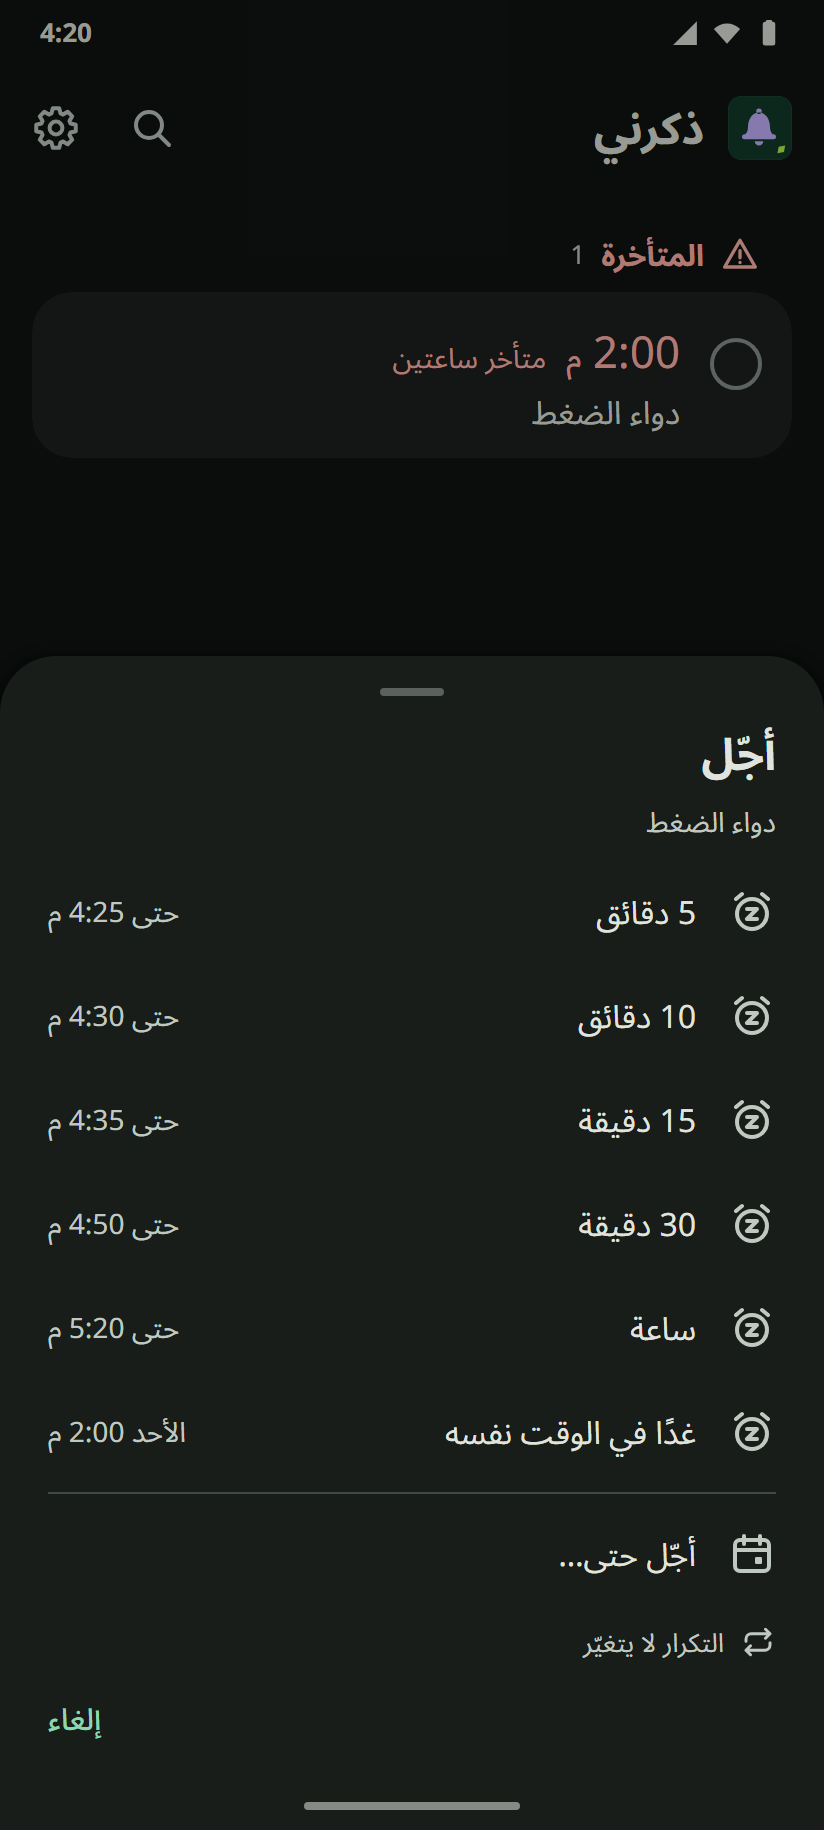 4:20
ذكرني
المتأخرة 1
2:00 م متأخر ساعتين
دواء الضغط
أجّل
دواء الضغط
5 دقائق حتى 4:25 م
10 دقائق حتى 4:30 م
15 دقيقة حتى 4:35 م
30 دقيقة حتى 4:50 م
ساعة حتى 5:20 م
غدًا في الوقت نفسه الأحد 2:00 م
أجّل حتى...
التكرار لا يتغيّر
إلغاء